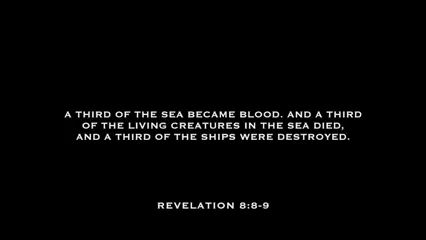 A THIRD OF THE SEA BECAME BLOOD. AND A THIRD
OF THE LIVING CREATURES IN THE SEA DIED,
AND A THIRD OF THE SHIPS WERE DESTROYED.
REVELATION 8:8-9